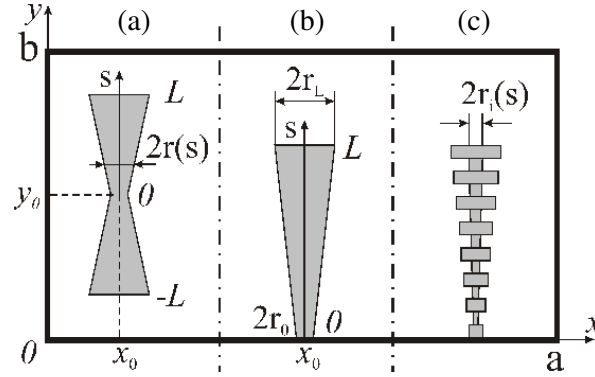 y
(a) (b) (c)
b
s L 2r_L 2r_i(s)
2r(s) s L
y_0 0
-L 2r_0 0
0 x_0 x_0 a x